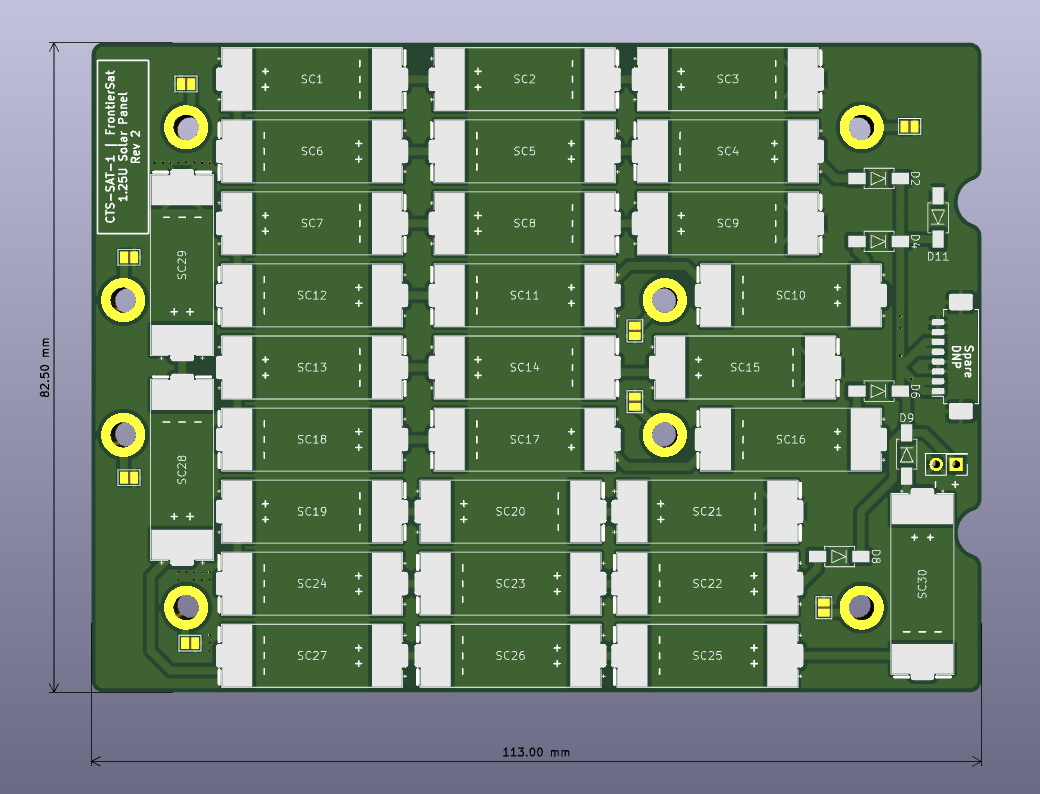 CTS-SAT-1 | FrontierSat
1.25U Solar Panel
Rev 2
SC1
SC2
SC3
SC6
SC5
SC4
D2
SC7
SC8
SC9
D4
D11
SC29
SC12
SC11
SC10
82.50 mm
SC13
SC14
SC15
Spare
DNP
D6
D9
SC28
SC18
SC17
SC16
- +
SC19
SC20
SC21
D8
SC24
SC23
SC22
SC30
SC27
SC26
SC25
113.00 mm